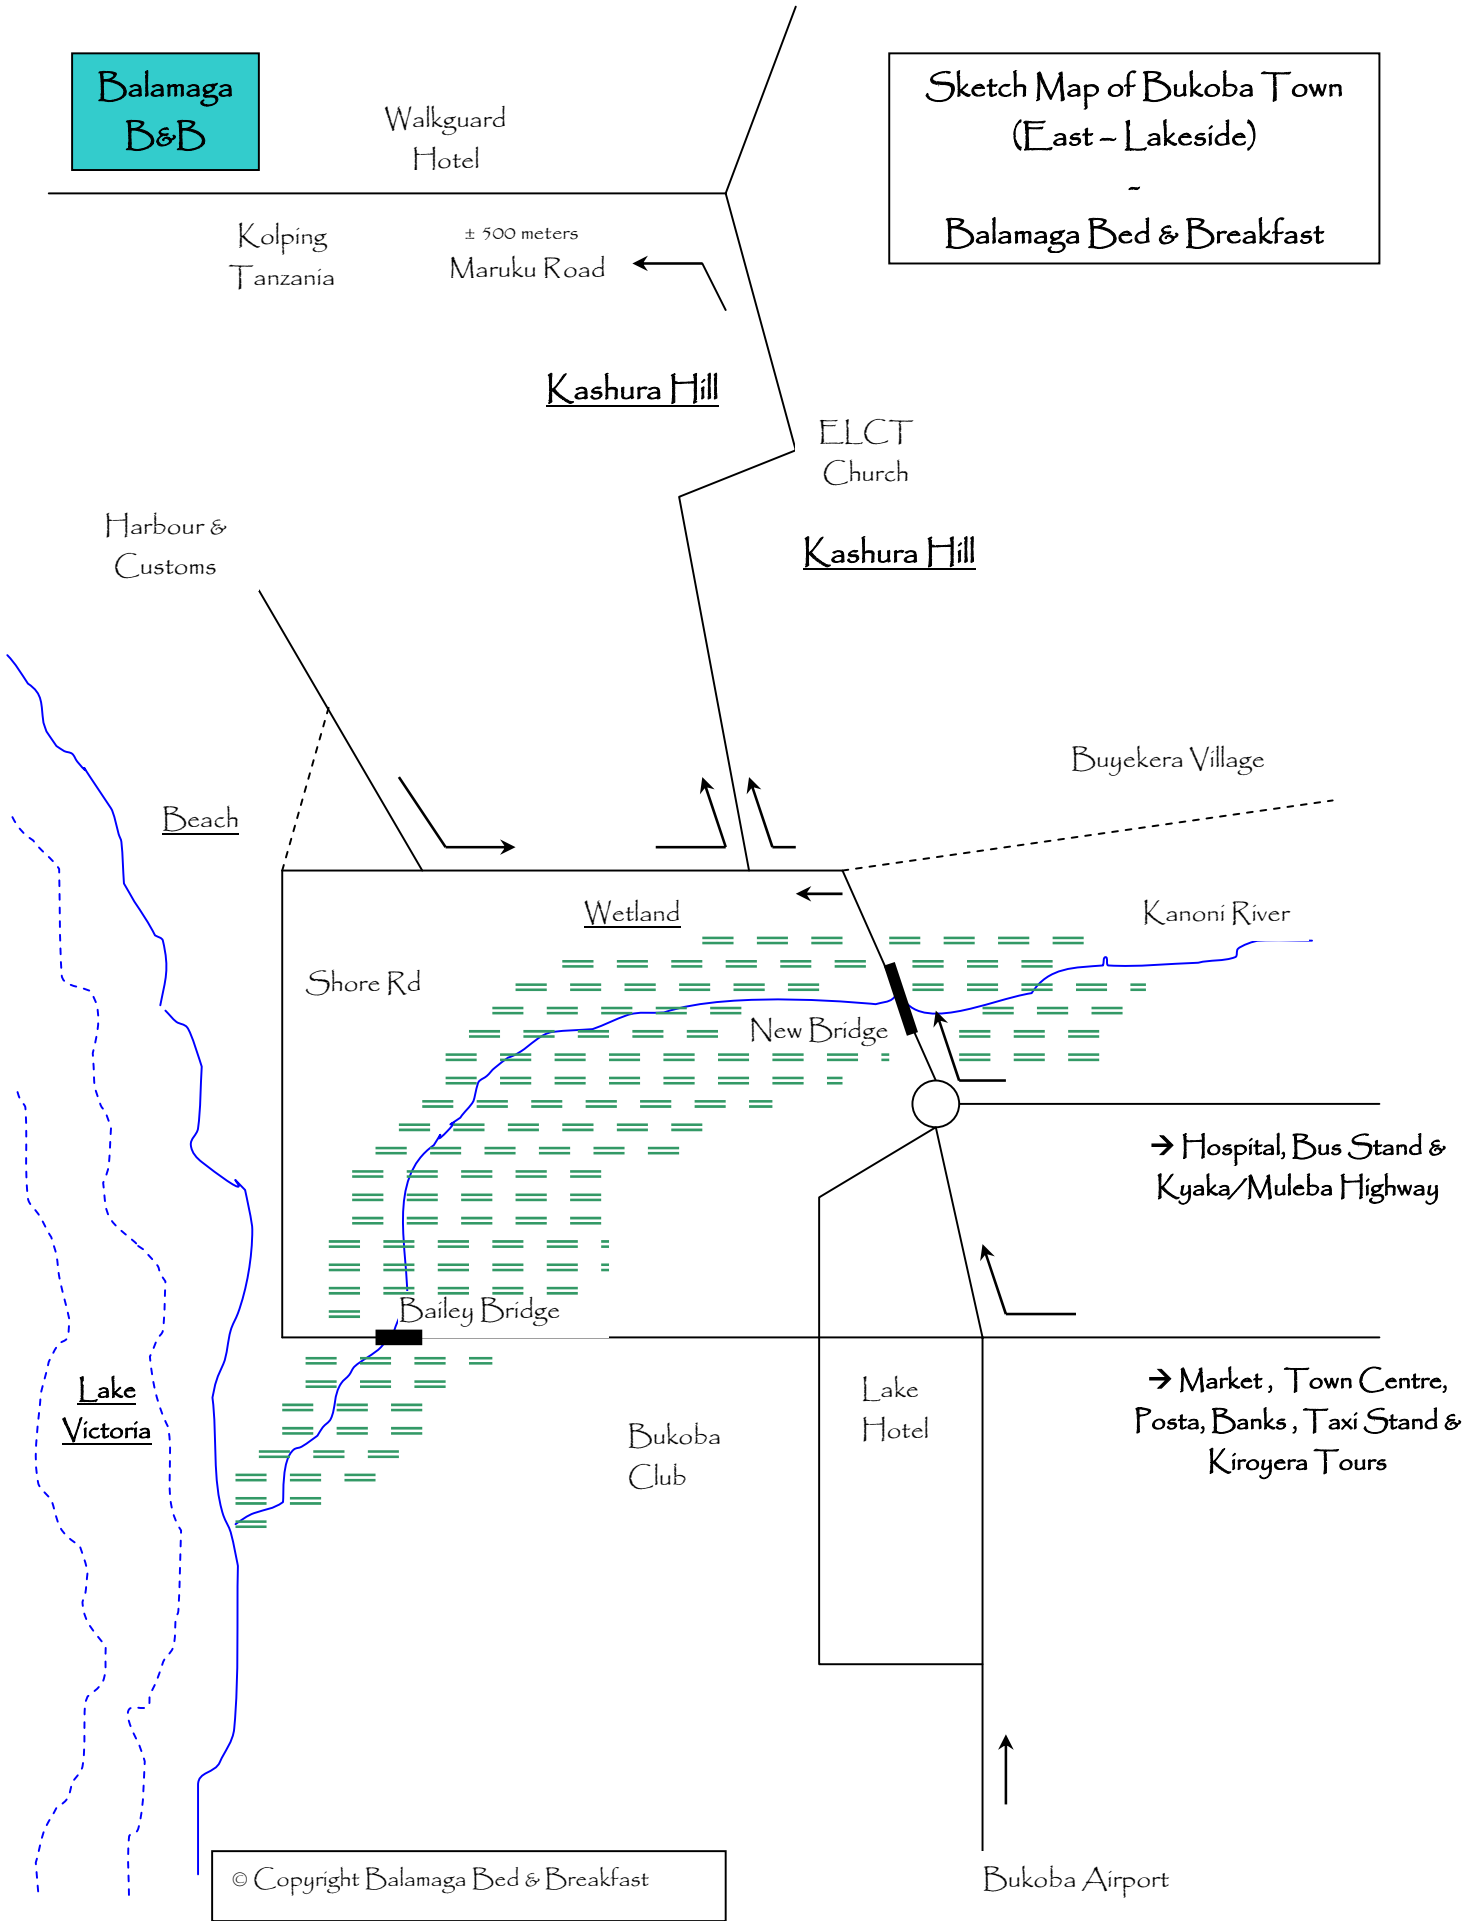 Balamaga
B&B
Sketch Map of Bukoba Town
(East – Lakeside)
-
Balamaga Bed & Breakfast
Walkguard
Hotel
Kolping
Tanzania
± 500 meters
Maruku Road
Kashura Hill
ELCT
Church
Harbour &
Customs
Kashura Hill
Buyekera Village
Beach
Wetland
Kanoni River
Shore Rd
New Bridge
→ Hospital, Bus Stand &
Kyaka/Muleba Highway
Bailey Bridge
Lake
Victoria
Lake
Hotel
→ Market , Town Centre,
Posta, Banks , Taxi Stand &
Kiroyera Tours
Bukoba
Club
© Copyright Balamaga Bed & Breakfast
Bukoba Airport